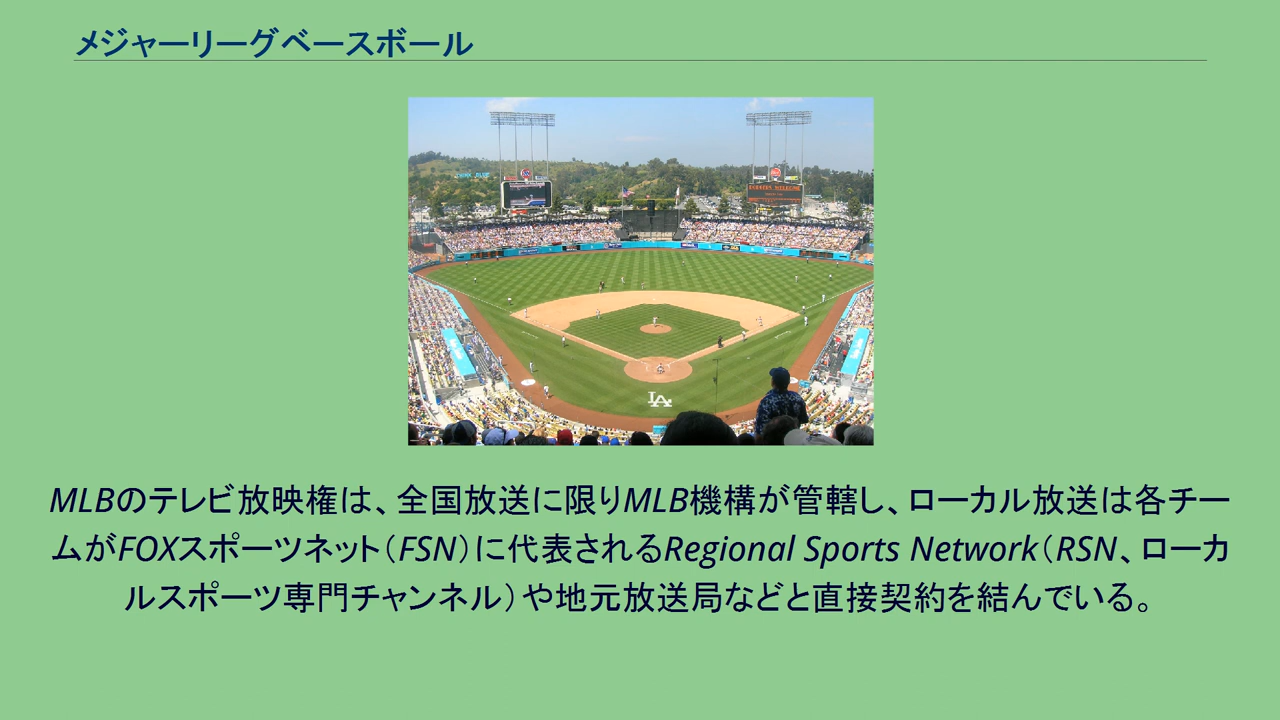 メジャーリーグベースボール
THINK BLUE
LA
MLBのテレビ放映権は、全国放送に限りMLB機構が管轄し、ローカル放送は各チー
ムがFOXスポーツネット（FSN）に代表されるRegional Sports Network（RSN、ローカ
ルスポーツ専門チャンネル）や地元放送局などと直接契約を結んでいる。